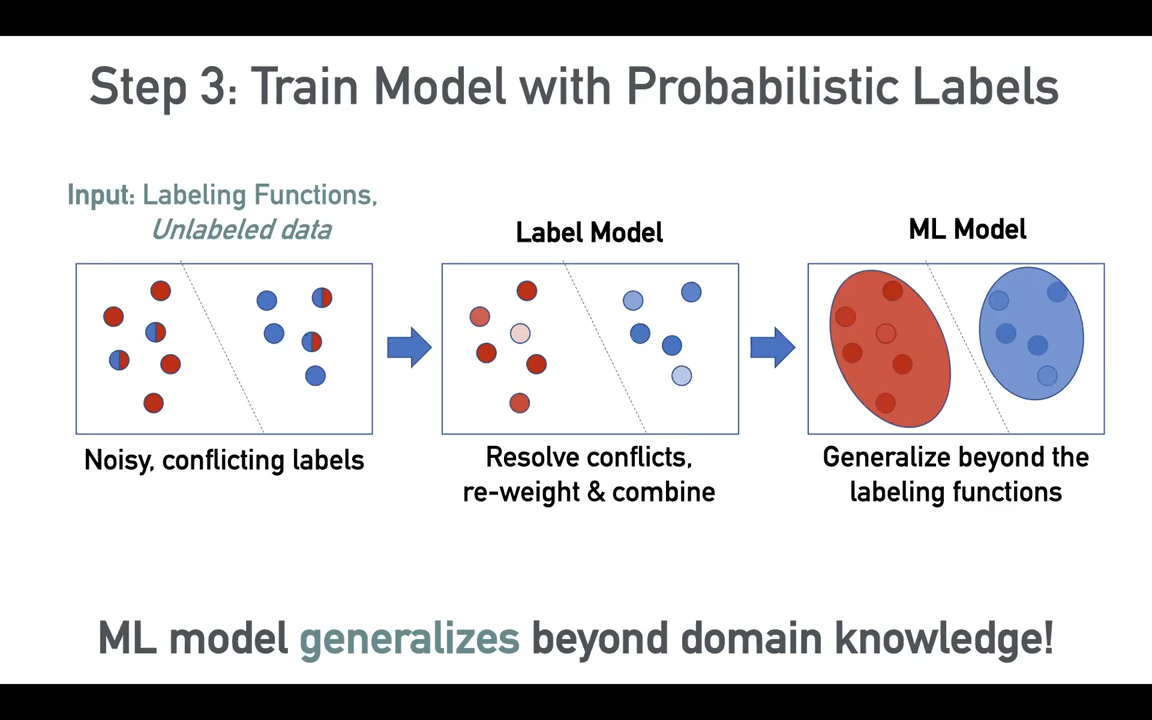 Step 3: Train Model with Probabilistic Labels
Input: Labeling Functions,
Unlabeled data
Label Model
ML Model
Noisy, conflicting labels
Resolve conflicts,
re-weight & combine
Generalize beyond the
labeling functions
ML model generalizes beyond domain knowledge!